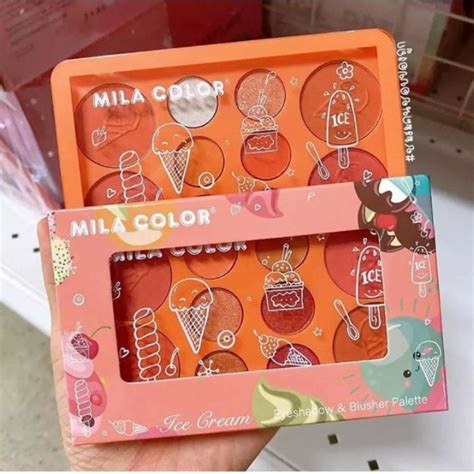 MILA COLOR®
ICE
MILA COLOR®
MILA COLOR
ICE
Ice Cream
Eyeshadow & Blusher Palette